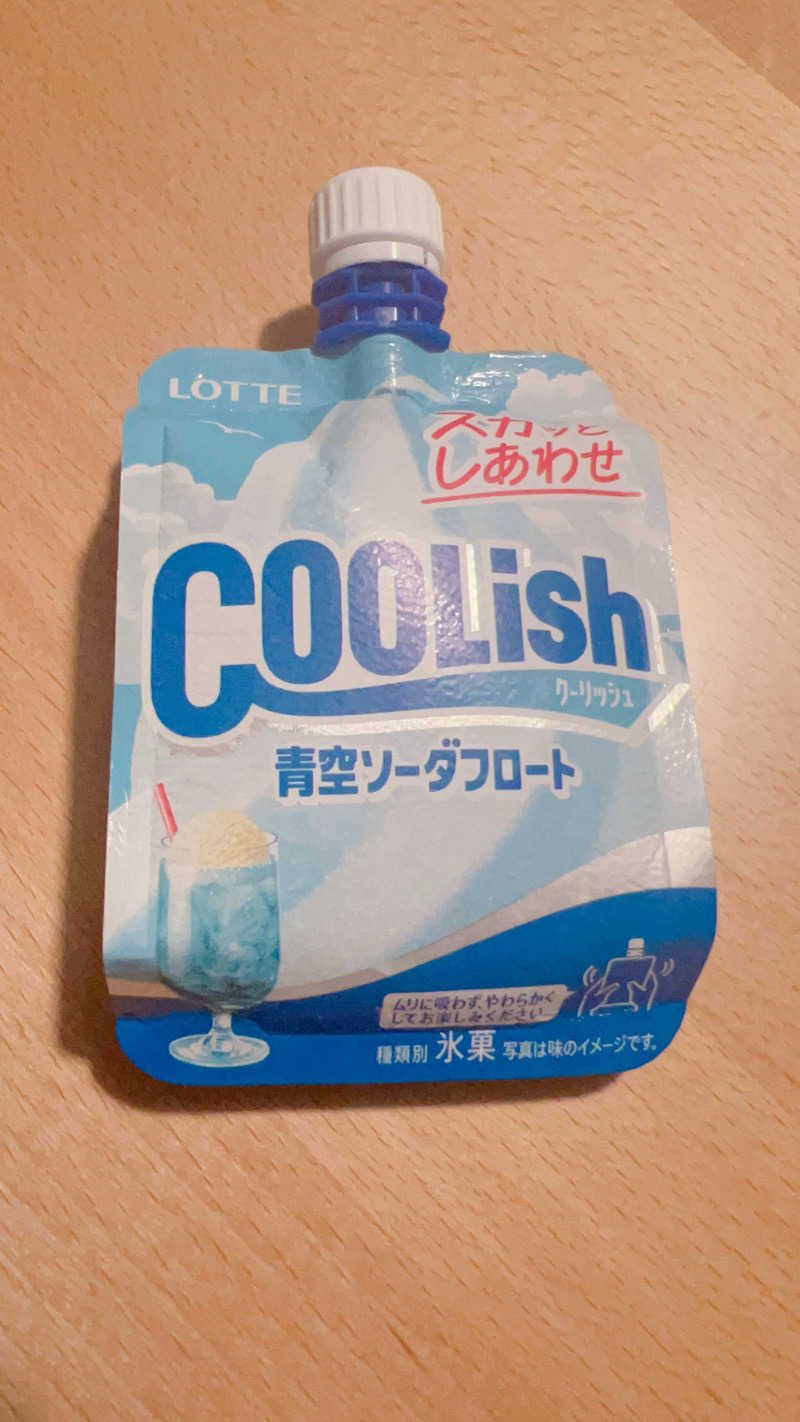 LOTTE
スカッと
しあわせ
COOLish
クーリッシュ
青空ソーダフロート
ムリに吸わず、やわらかく
してお楽しみください
種類別 氷菓 写真は味のイメージです。